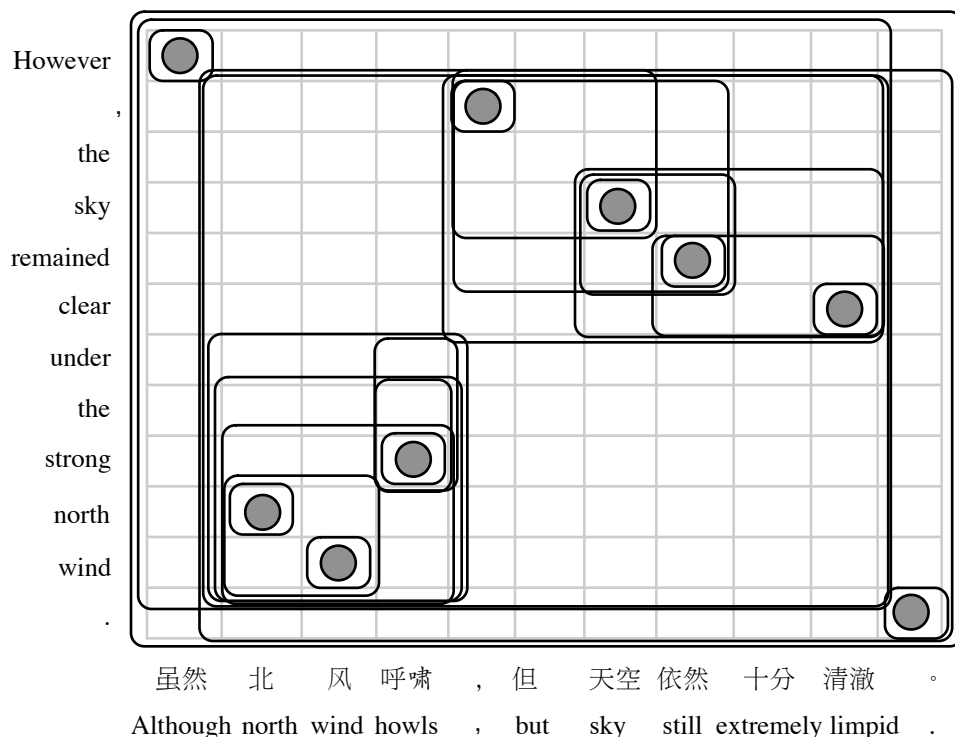 However
,
the
sky
remained
clear
under
the
strong
north
wind
.
虽然 北 风 呼啸 , 但 天空 依然 十分 清澈 。
Although north wind howls , but sky still extremely limpid .